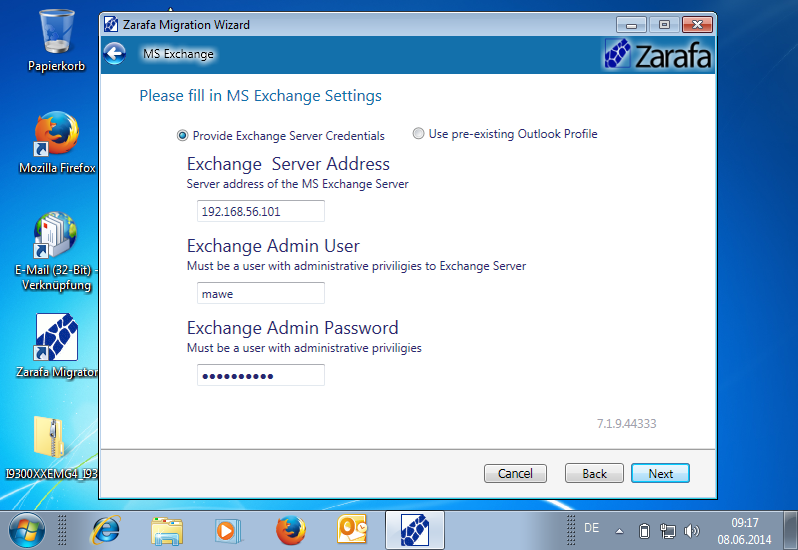 Papierkorb
Mozilla Firefox
E-Mail (32-Bit) -
Verknüpfung
Zarafa Migrator
I9300XXEMG4_I93
Zarafa Migration Wizard
MS Exchange
Zarafa
Please fill in MS Exchange Settings
Provide Exchange Server Credentials
Use pre-existing Outlook Profile
Exchange  Server Address
Server address of the MS Exchange Server
192.168.56.101
Exchange Admin User
Must be a user with administrative priviligies to Exchange Server
mawe
Exchange Admin Password
Must be a user with administrative priviligies
●●●●●●●●●●
7.1.9.44333
Cancel
Back
Next
DE
09:17
08.06.2014